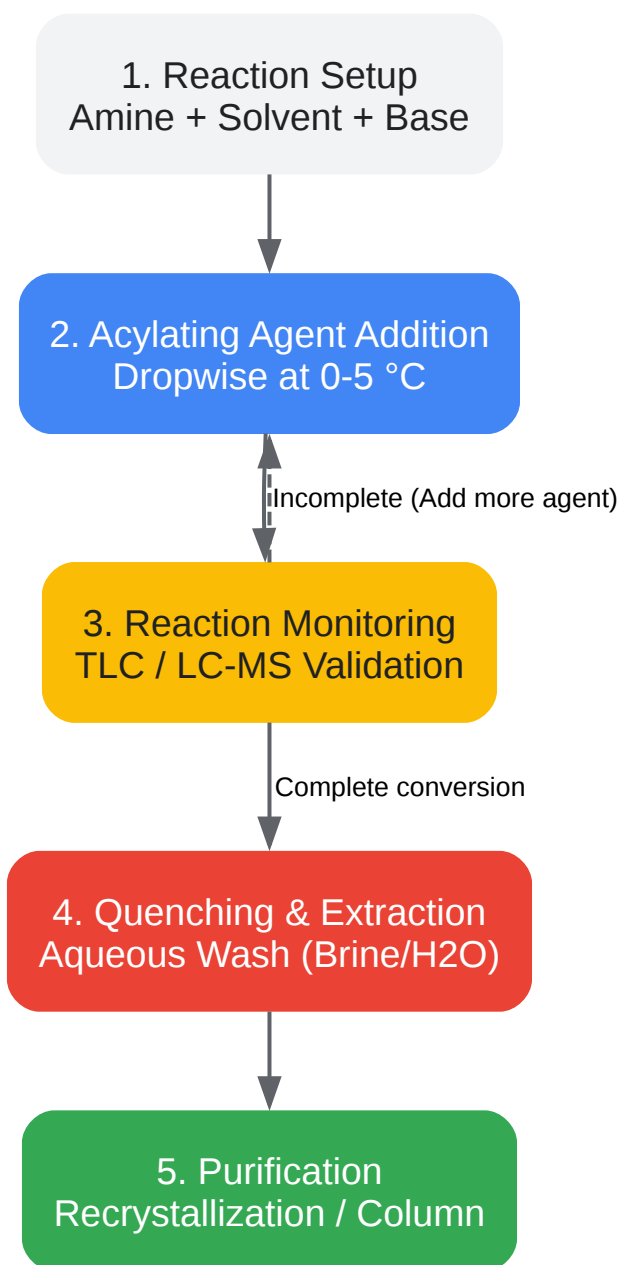 1. Reaction Setup
Amine + Solvent + Base
2. Acylating Agent Addition
Dropwise at 0-5 °C
Incomplete (Add more agent)
3. Reaction Monitoring
TLC / LC-MS Validation
Complete conversion
4. Quenching & Extraction
Aqueous Wash (Brine/H2O)
5. Purification
Recrystallization / Column